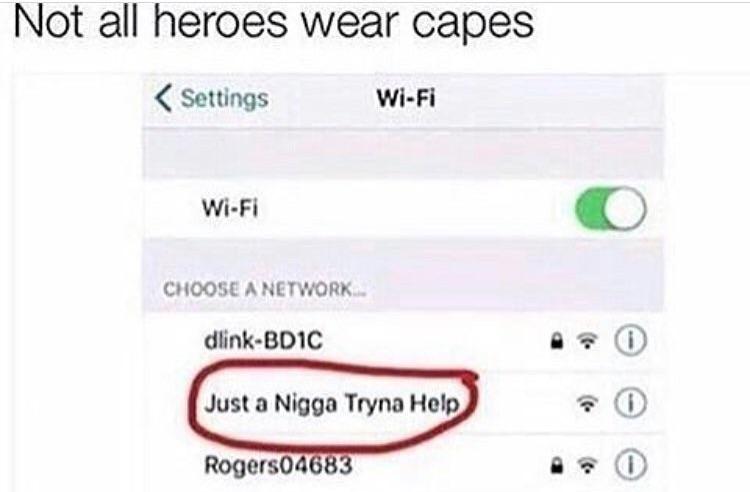 Not all heroes wear capes
Settings Wi-Fi
Wi-Fi
CHOOSE A NETWORK...
dlink-BD1C
Just a Nigga Tryna Help
Rogers04683